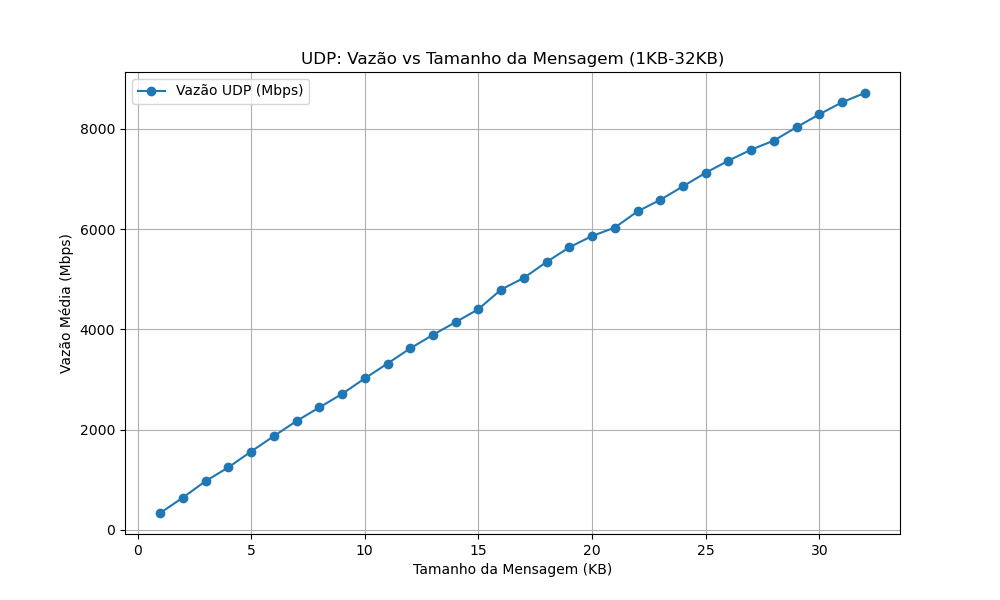 UDP: Vazão vs Tamanho da Mensagem (1KB-32KB)
Vazão UDP (Mbps)
Vazão Média (Mbps)
8000
6000
4000
2000
0
0 5 10 15 20 25 30
Tamanho da Mensagem (KB)